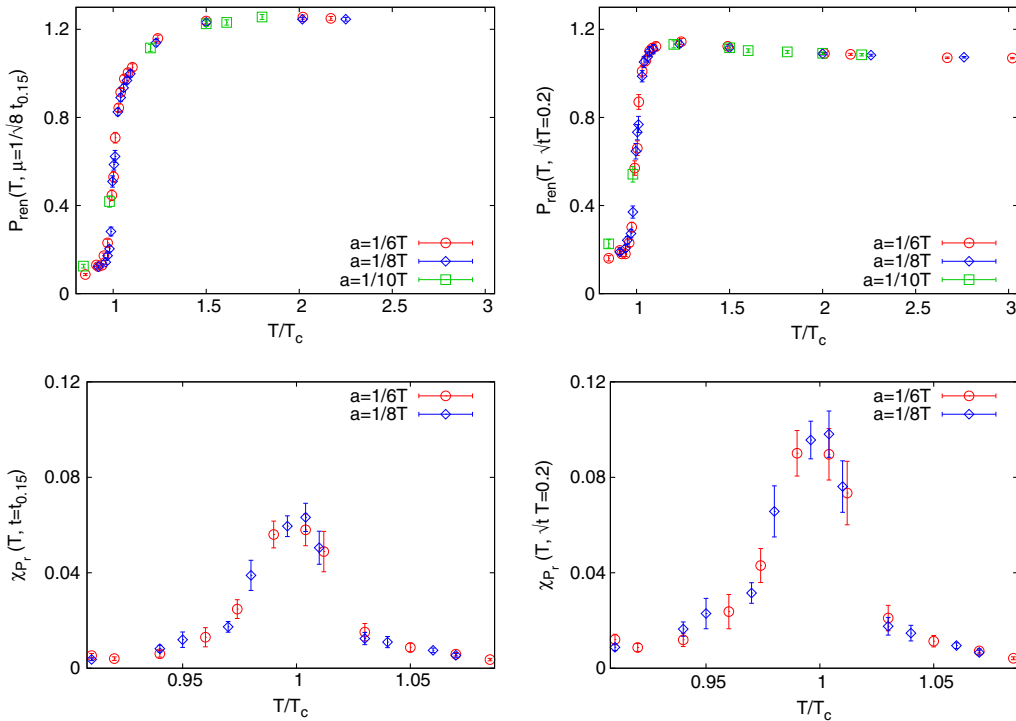 P_ren(T, μ=1/√8 t_0.15)
1.2
0.8
0.4
0
1
1.5
2
2.5
3
T/T_c
a=1/6T
a=1/8T
a=1/10T
P_ren(T, √tT=0.2)
1.2
0.8
0.4
0
1
1.5
2
2.5
3
T/T_c
a=1/6T
a=1/8T
a=1/10T
χ_P_r (T, t=t_0.15)
0.12
0.08
0.04
0
0.95
1
1.05
T/T_c
a=1/6T
a=1/8T
χ_P_r (T, √t T=0.2)
0.12
0.08
0.04
0
0.95
1
1.05
T/T_c
a=1/6T
a=1/8T